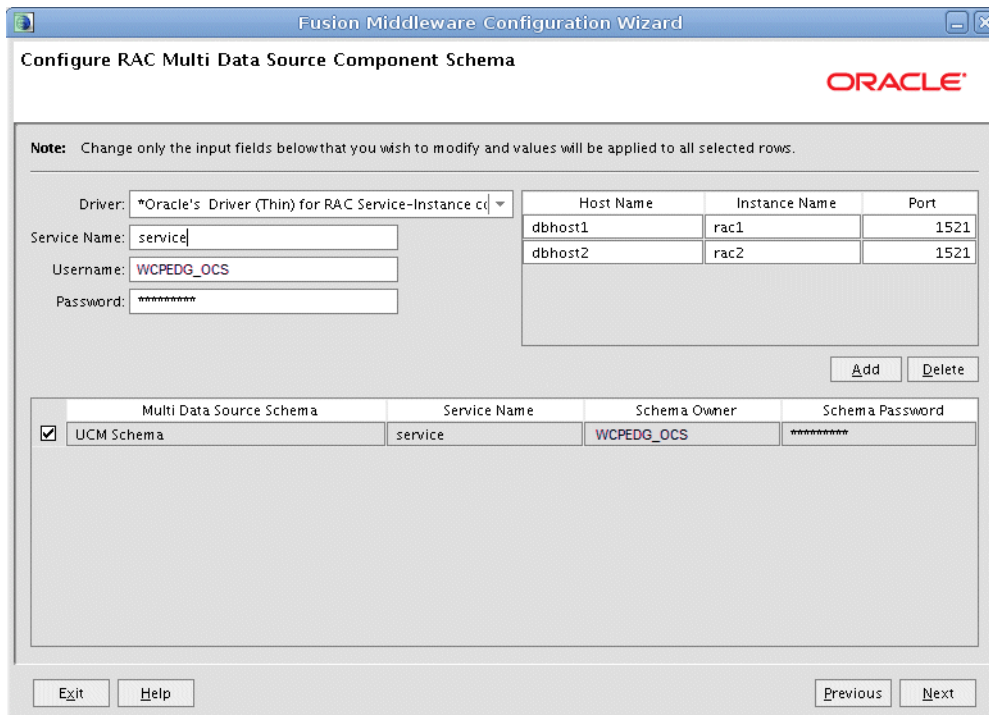 Fusion Middleware Configuration Wizard
Configure RAC Multi Data Source Component Schema
ORACLE
Note: Change only the input fields below that you wish to modify and values will be applied to all selected rows.
Driver: *Oracle's Driver (Thin) for RAC Service-Instance co
Service Name: service
Username: WCPEDG_OCS
Password: *********
Host Name Instance Name Port
dbhost1 rac1 1521
dbhost2 rac2 1521
Add Delete
Multi Data Source Schema Service Name Schema Owner Schema Password
UCM Schema service WCPEDG_OCS *********
Exit Help Previous Next